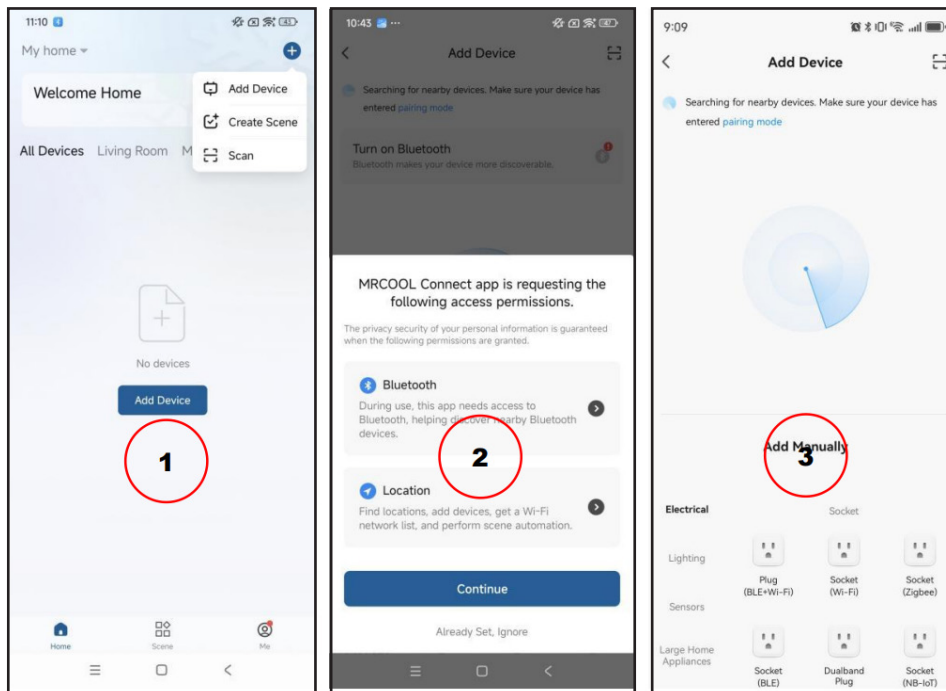 11:10
43
My home
Add Device
Welcome Home
Create Scene
All Devices Living Room M
Scan
No devices
Add Device
1
Home
Scene
Me
10:43
42
Add Device
Searching for nearby devices. Make sure your device has
entered pairing mode
Turn on Bluetooth
Bluetooth makes your device more discoverable.
MRCOOL Connect app is requesting the
following access permissions.
The privacy security of your personal information is guaranteed
when the following permissions are granted.
Bluetooth
During use, this app needs access to
Bluetooth, helping discover nearby Bluetooth
devices.
2
Location
Find locations, add devices, get a Wi-Fi
network list, and perform scene automation.
Continue
Already Set, Ignore
9:09
Add Device
Searching for nearby devices. Make sure your device has
entered pairing mode
Add Manually
3
Electrical
Socket
Lighting
Plug
(BLE+Wi-Fi)
Socket
(Wi-Fi)
Socket
(Zigbee)
Sensors
Large Home
Appliances
Socket
(BLE)
Dualband
Plug
Socket
(NB-IoT)